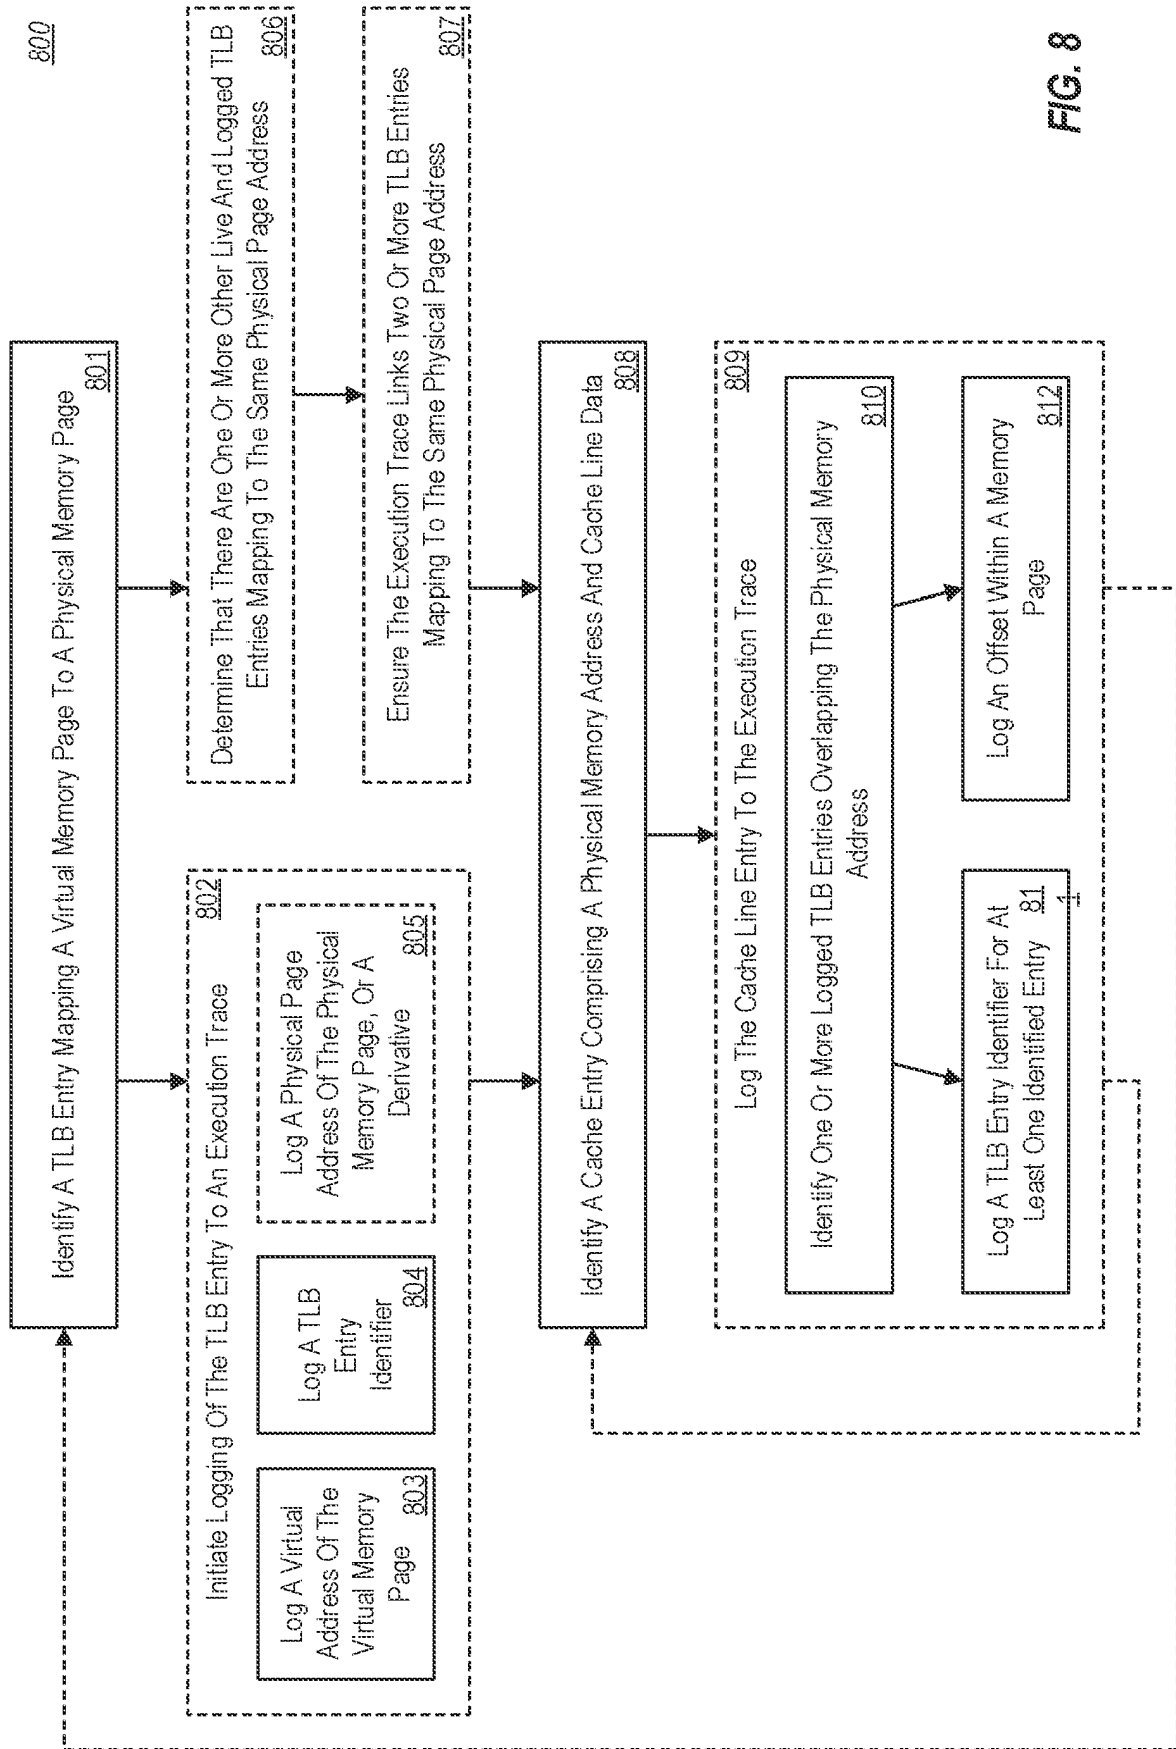 800
Identify A TLB Entry Mapping A Virtual Memory Page To A Physical Memory Page
801
Initiate Logging Of The TLB Entry To An Execution Trace
802
Log A Virtual
Address Of The
Virtual Memory
Page
803
Log A TLB
Entry
Identifier
804
Log A Physical Page
Address Of The Physical
Memory Page, Or A
Derivative
805
Determine That There Are One Or More Other Live And Logged TLB
Entries Mapping To The Same Physical Page Address
806
Ensure The Execution Trace Links Two Or More TLB Entries
Mapping To The Same Physical Page Address
807
Identify A Cache Entry Comprising A Physical Memory Address And Cache Line Data
808
Log The Cache Line Entry To The Execution Trace
809
Identify One Or More Logged TLB Entries Overlapping The Physical Memory
Address
810
Log A TLB Entry Identifier For At
Least One Identified Entry
81
1
Log An Offset Within A Memory
Page
812
FIG. 8